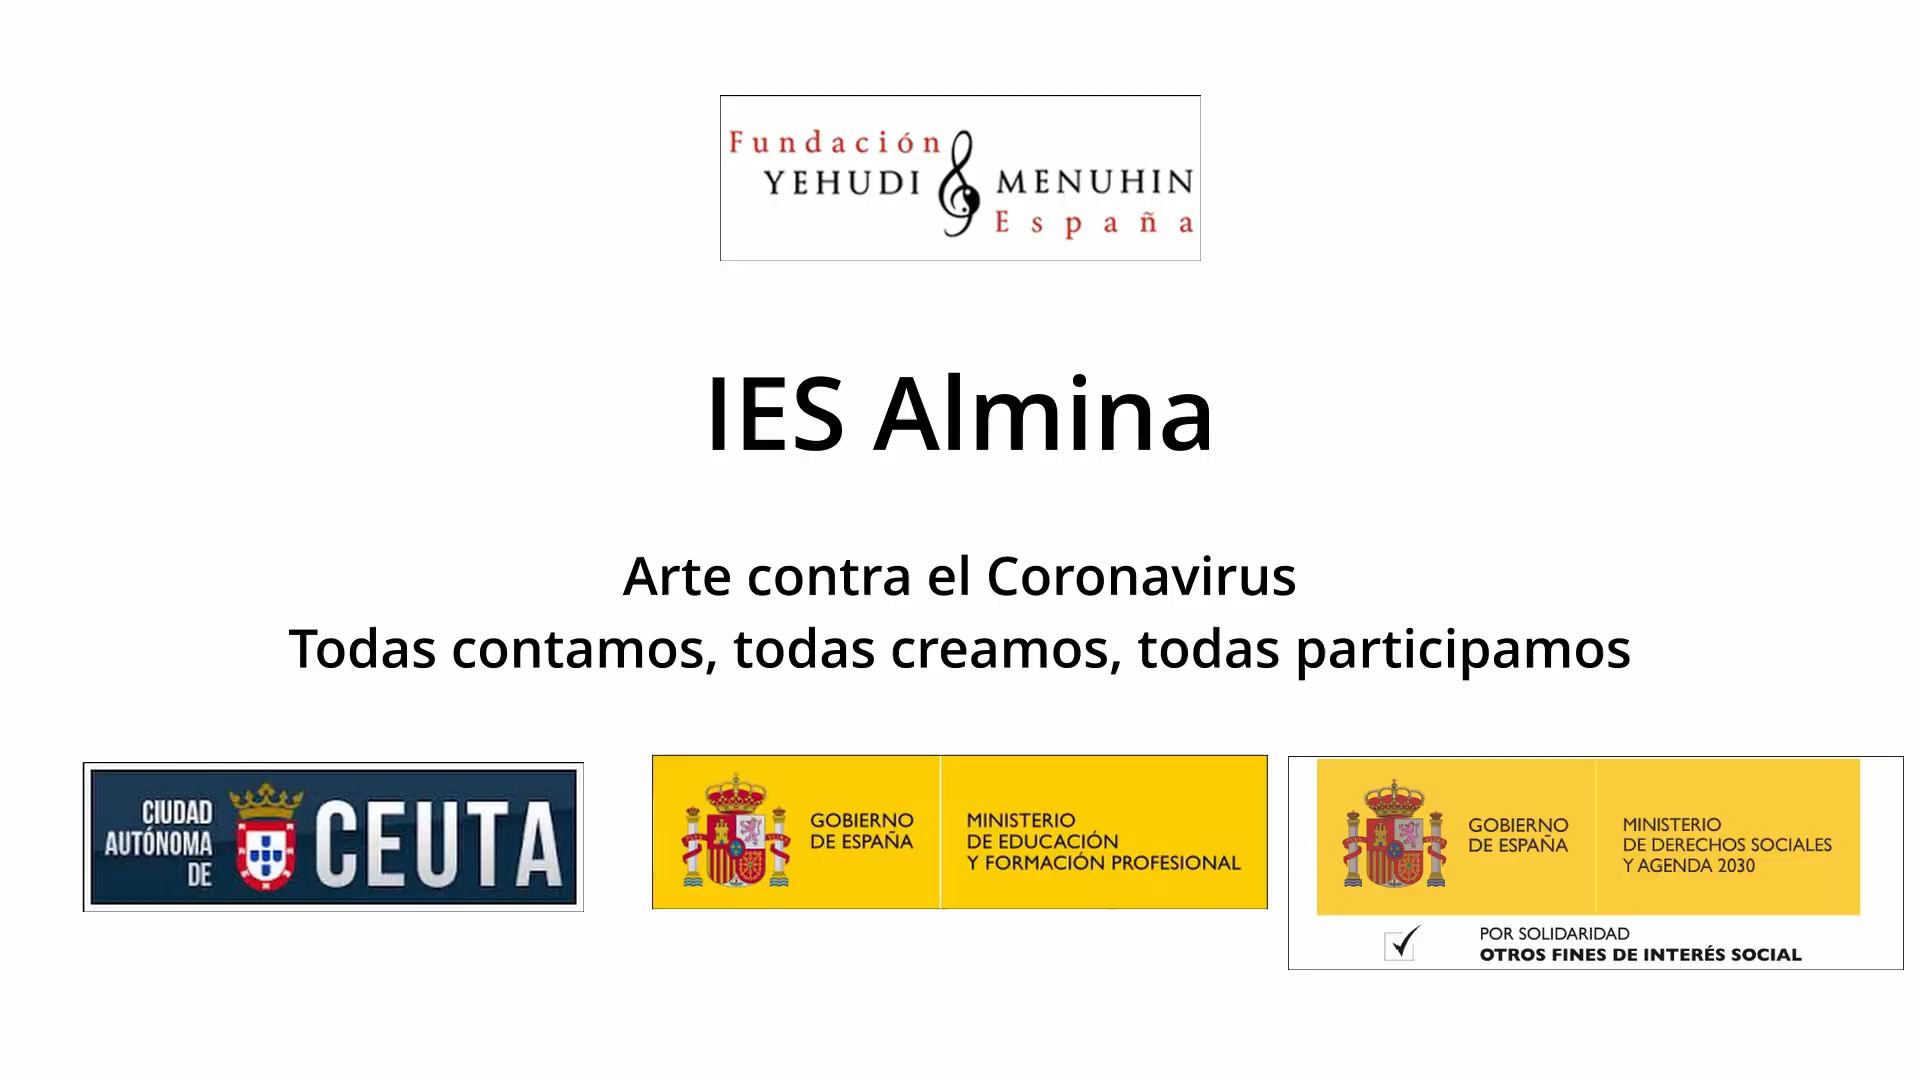 Fundación
YEHUDI MENUHIN
España
IES Almina
Arte contra el Coronavirus
Todas contamos, todas creamos, todas participamos
CIUDAD
AUTÓNOMA
DE
CEUTA
GOBIERNO
DE ESPAÑA
MINISTERIO
DE EDUCACIÓN
Y FORMACIÓN PROFESIONAL
GOBIERNO
DE ESPAÑA
MINISTERIO
DE DERECHOS SOCIALES
Y AGENDA 2030
POR SOLIDARIDAD
OTROS FINES DE INTERÉS SOCIAL